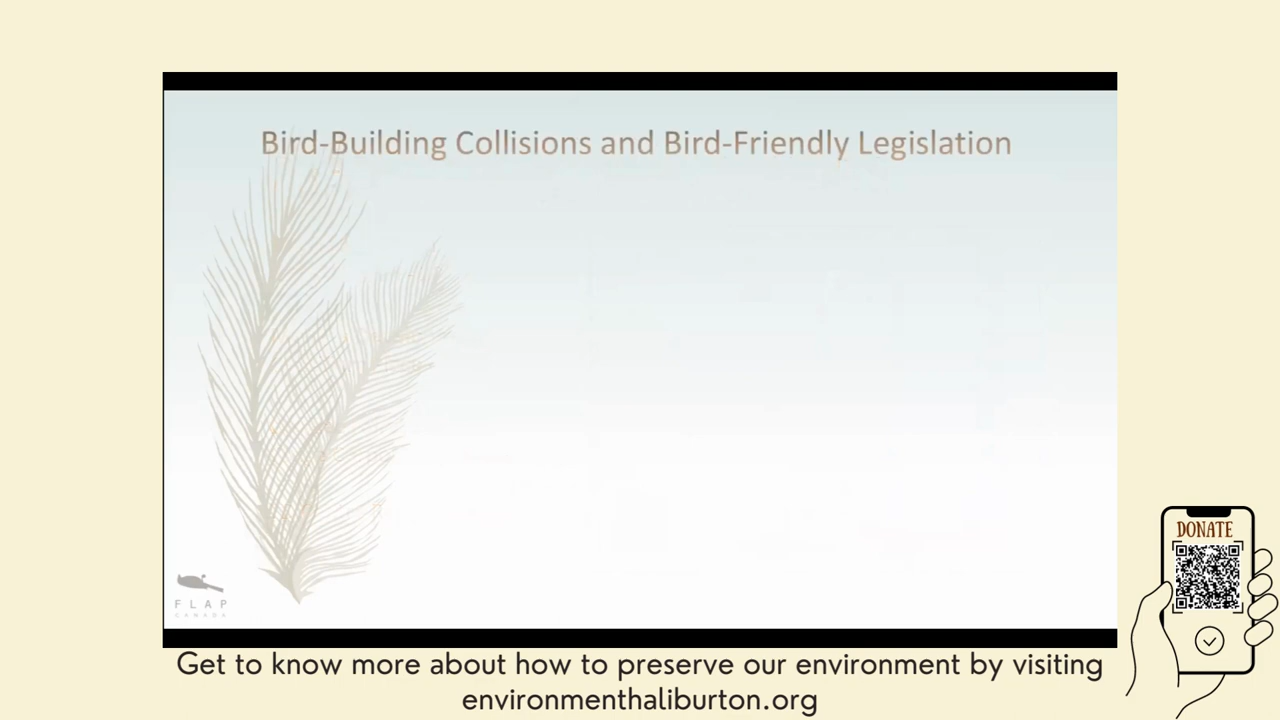 Bird-Building Collisions and Bird-Friendly Legislation
DONATE
FLAP
CANADA
Get to know more about how to preserve our environment by visiting
environmenthaliburton.org